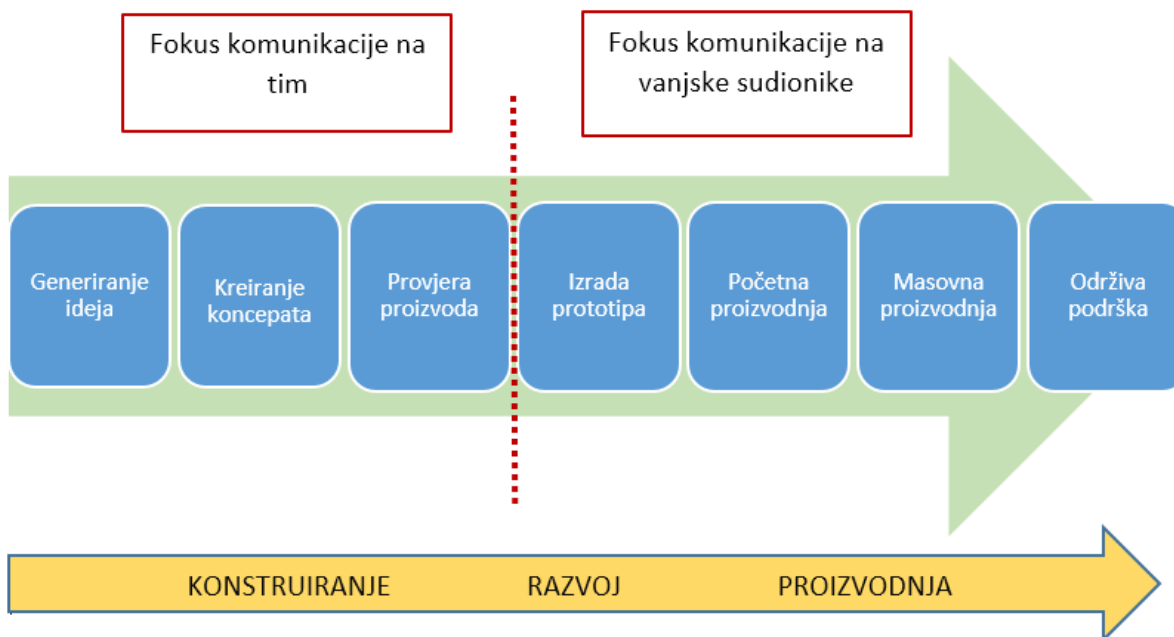 Fokus komunikacije na
tim
Fokus komunikacije na
vanjske sudionike
Generiranje
ideja
Kreiranje
koncepata
Provjera
proizvoda
Izrada
prototipa
Početna
proizvodnja
Masovna
proizvodnja
Održiva
podrška
KONSTRUIRANJE RAZVOJ PROIZVODNJA